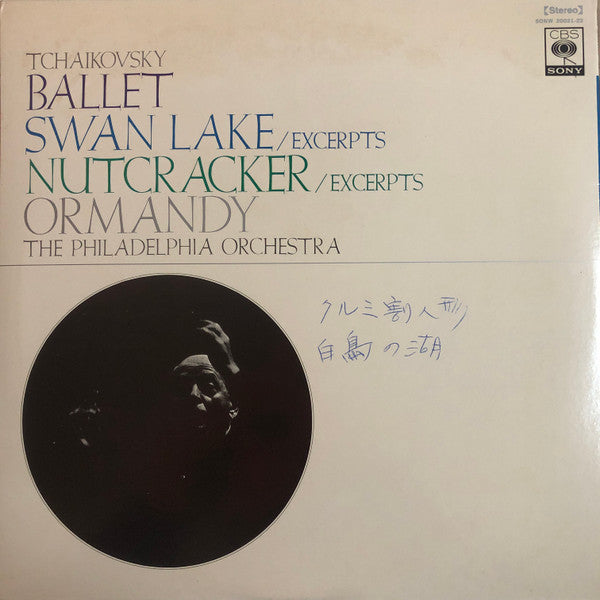 【Stereo】
SONW 20021-22
CBS
SONY
TCHAIKOVSKY
BALLET
SWAN LAKE/EXCERPTS
NUTCRACKER/EXCERPTS
ORMANDY
THE PHILADELPHIA ORCHESTRA
クルミ割人形
白鳥の湖